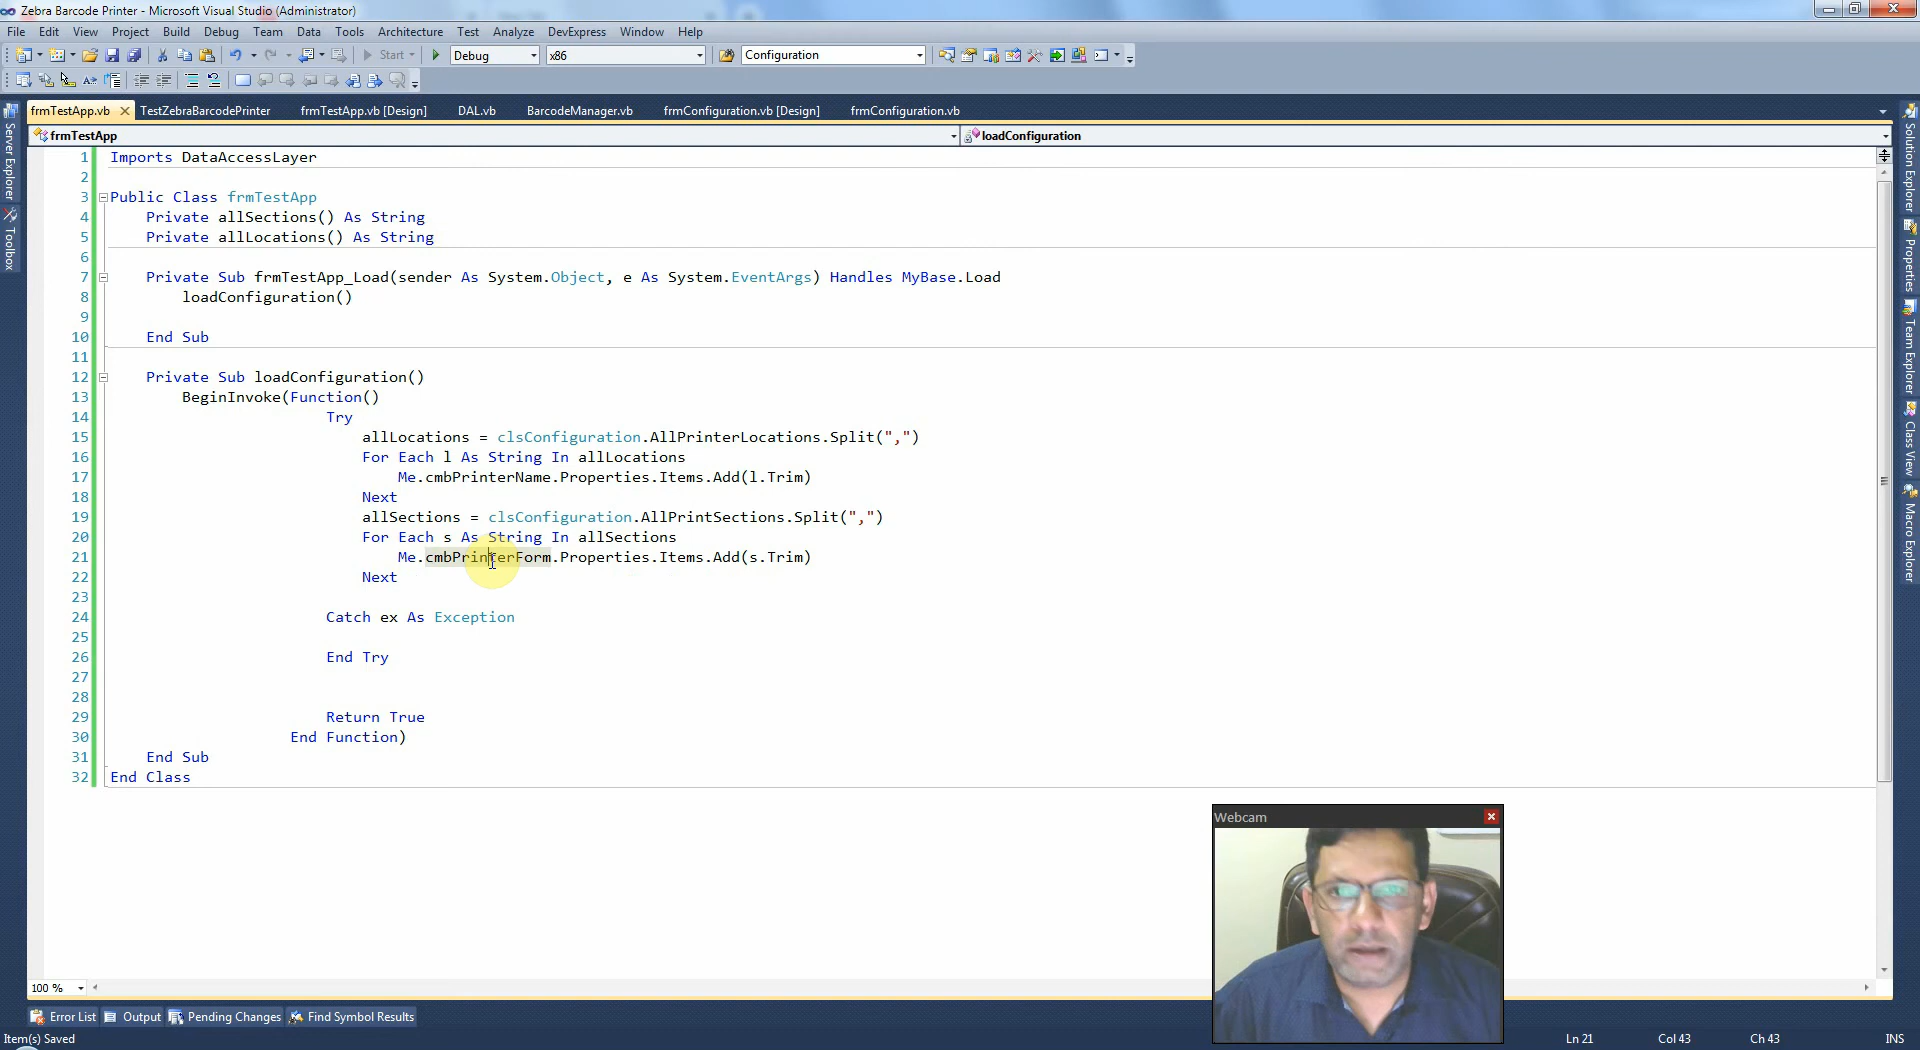 Zebra Barcode Printer - Microsoft Visual Studio (Administrator)
File Edit View Project Build Debug Team Data Tools Architecture Test Analyze DevExpress Window Help
Start Debug x86 Configuration
frmTestApp.vb TestZebraBarcodePrinter frmTestApp.vb [Design] DAL.vb BarcodeManager.vb frmConfiguration.vb [Design] frmConfiguration.vb
frmTestApp loadConfiguration
Server Explorer
Toolbox
1 Imports DataAccessLayer
2
3 Public Class frmTestApp
4 Private allSections() As String
5 Private allLocations() As String
6
7 Private Sub frmTestApp_Load(sender As System.Object, e As System.EventArgs) Handles MyBase.Load
8 loadConfiguration()
9
10 End Sub
11
12 Private Sub loadConfiguration()
13 BeginInvoke(Function()
14 Try
15 allLocations = clsConfiguration.AllPrinterLocations.Split(",")
16 For Each l As String In allLocations
17 Me.cmbPrinterName.Properties.Items.Add(l.Trim)
18 Next
19 allSections = clsConfiguration.AllPrintSections.Split(",")
20 For Each s As String In allSections
21 Me.cmbPrinterForm.Properties.Items.Add(s.Trim)
22 Next
23
24 Catch ex As Exception
25
26 End Try
27
28
29 Return True
30 End Function)
31 End Sub
32 End Class
Solution Explorer
Properties
Team Explorer
Class View
Macro Explorer
Webcam
100 %
Error List Output Pending Changes Find Symbol Results
Item(s) Saved Ln 21 Col 43 Ch 43 INS